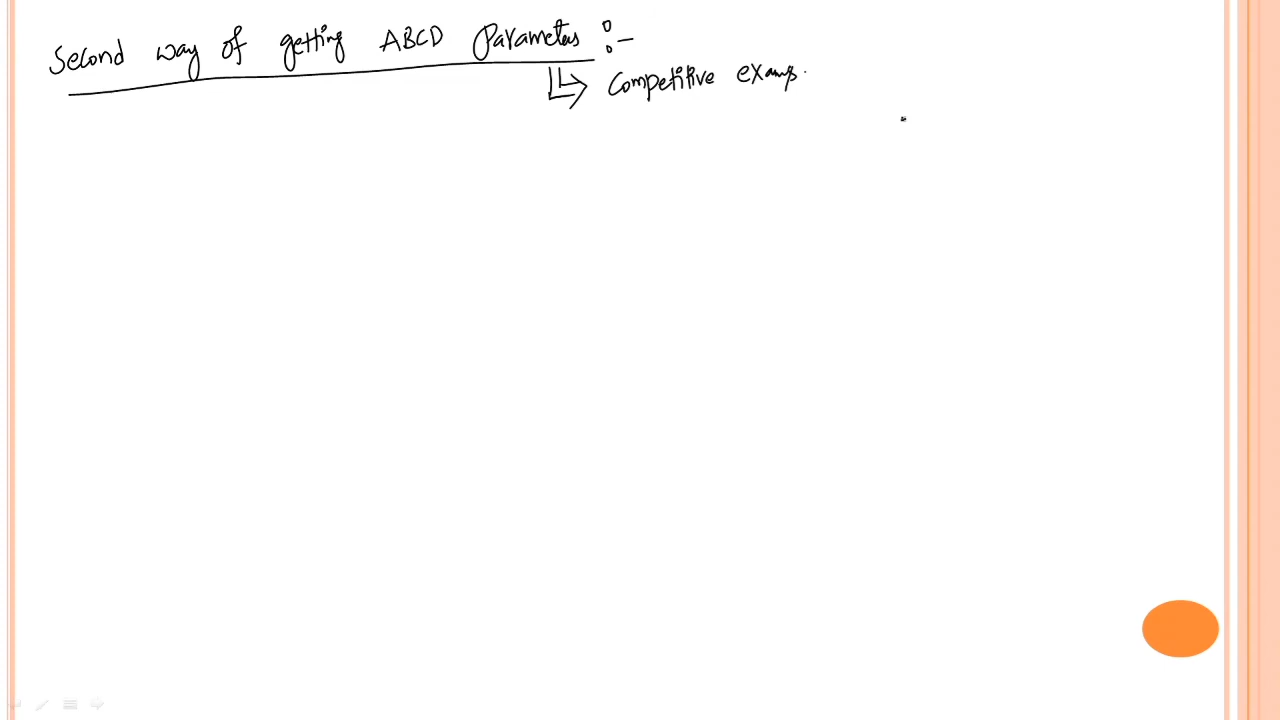 Second way of getting ABCD Parameters :-
Competitive exams.